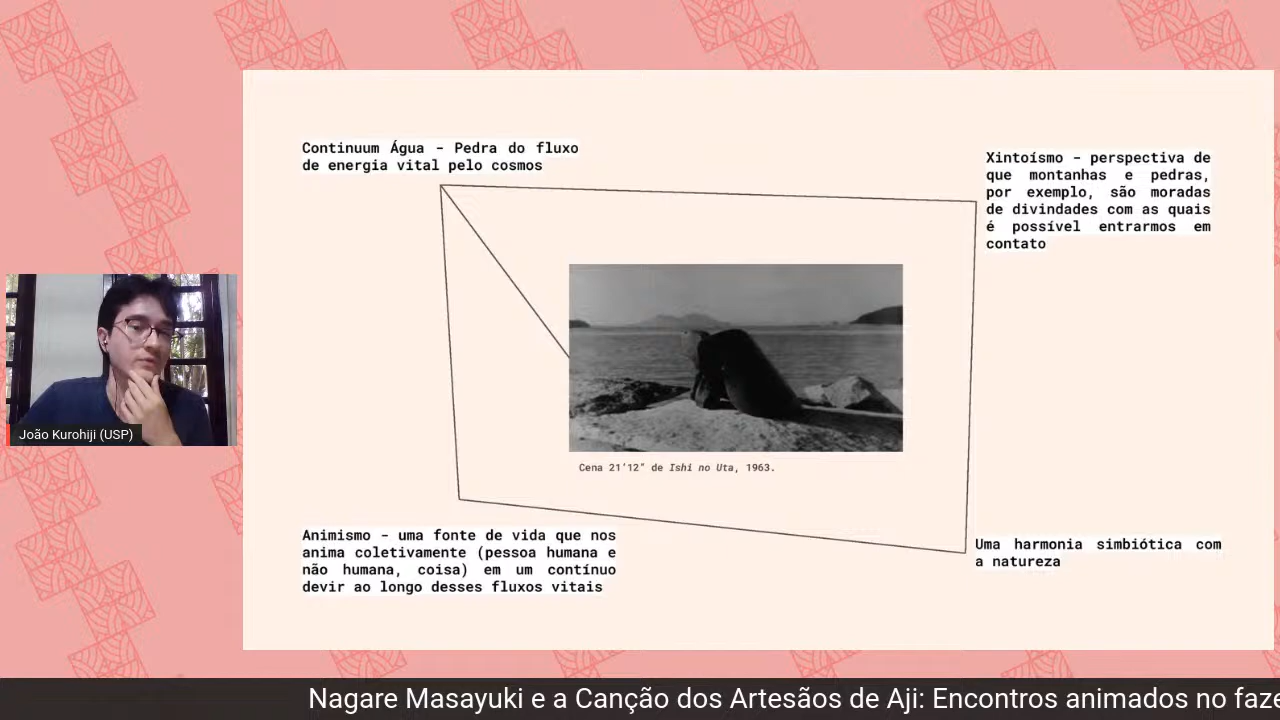 Continuum Água - Pedra do fluxo
de energia vital pelo cosmos
Xintoísmo - perspectiva de
que montanhas e pedras,
por exemplo, são moradas
de divindades com as quais
é possível entrarmos em
contato
Cena 21’12” de Ishi no Uta, 1963.
João Kurohiji (USP)
Animismo - uma fonte de vida que nos
anima coletivamente (pessoa humana e
não humana, coisa) em um contínuo
devir ao longo desses fluxos vitais
Uma harmonia simbiótica com
a natureza
Nagare Masayuki e a Canção dos Artesãos de Aji: Encontros animados no faze